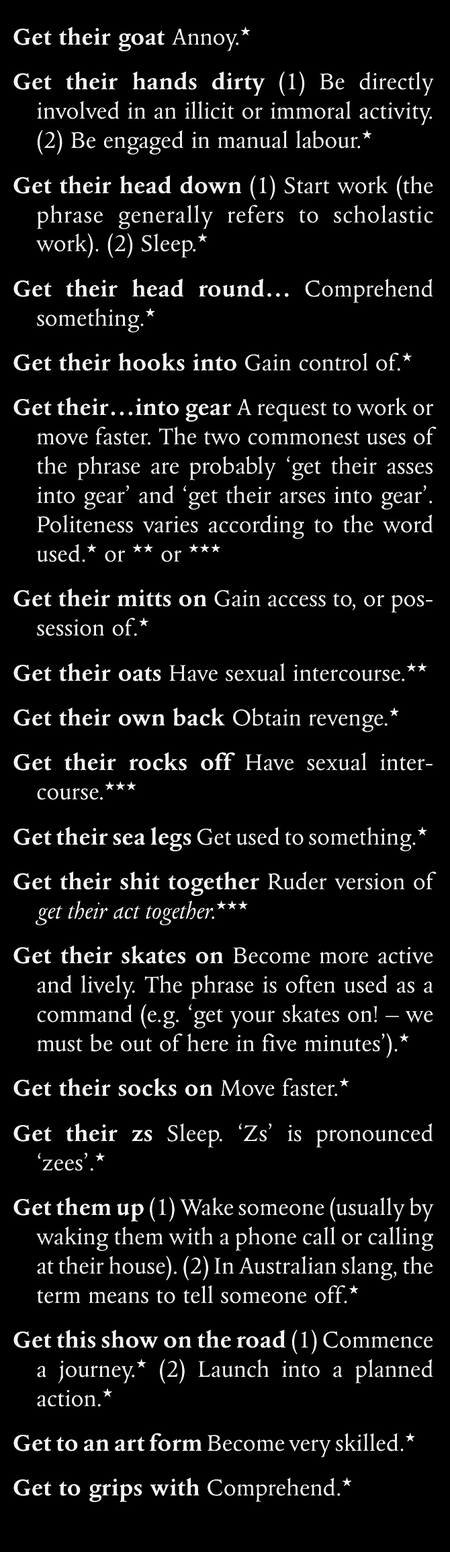 Get their goat Annoy.★
Get their hands dirty (1) Be directly
involved in an illicit or immoral activity.
(2) Be engaged in manual labour.★
Get their head down (1) Start work (the
phrase generally refers to scholastic
work). (2) Sleep.★
Get their head round… Comprehend
something.★
Get their hooks into Gain control of.★
Get their…into gear A request to work or
move faster. The two commonest uses of
the phrase are probably ‘get their asses
into gear’ and ‘get their arses into gear’.
Politeness varies according to the word
used.★ or ★★ or ★★★
Get their mitts on Gain access to, or pos-
session of.★
Get their oats Have sexual intercourse.★★
Get their own back Obtain revenge.★
Get their rocks off Have sexual inter-
course.★★★
Get their sea legs Get used to something.★
Get their shit together Ruder version of
get their act together.★★★
Get their skates on Become more active
and lively. The phrase is often used as a
command (e.g. ‘get your skates on! – we
must be out of here in five minutes’).★
Get their socks on Move faster.★
Get their zs Sleep. ‘Zs’ is pronounced
‘zees’.★
Get them up (1) Wake someone (usually by
waking them with a phone call or calling
at their house). (2) In Australian slang, the
term means to tell someone off.★
Get this show on the road (1) Commence
a journey.★ (2) Launch into a planned
action.★
Get to an art form Become very skilled.★
Get to grips with Comprehend.★